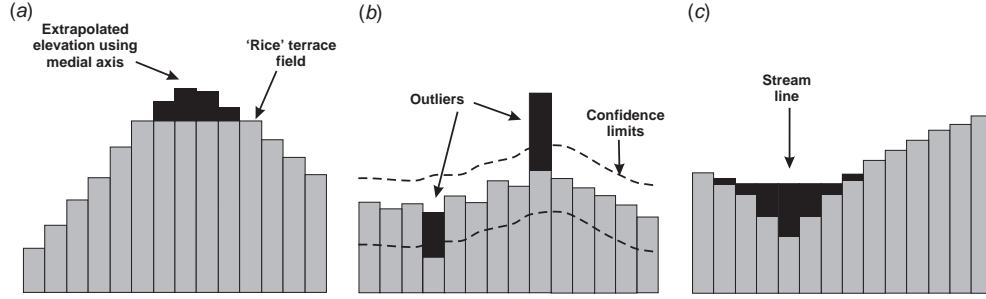 (a)
Extrapolated
elevation using
medial axis
‘Rice’ terrace
field
(b)
Outliers
Confidence
limits
(c)
Stream
line